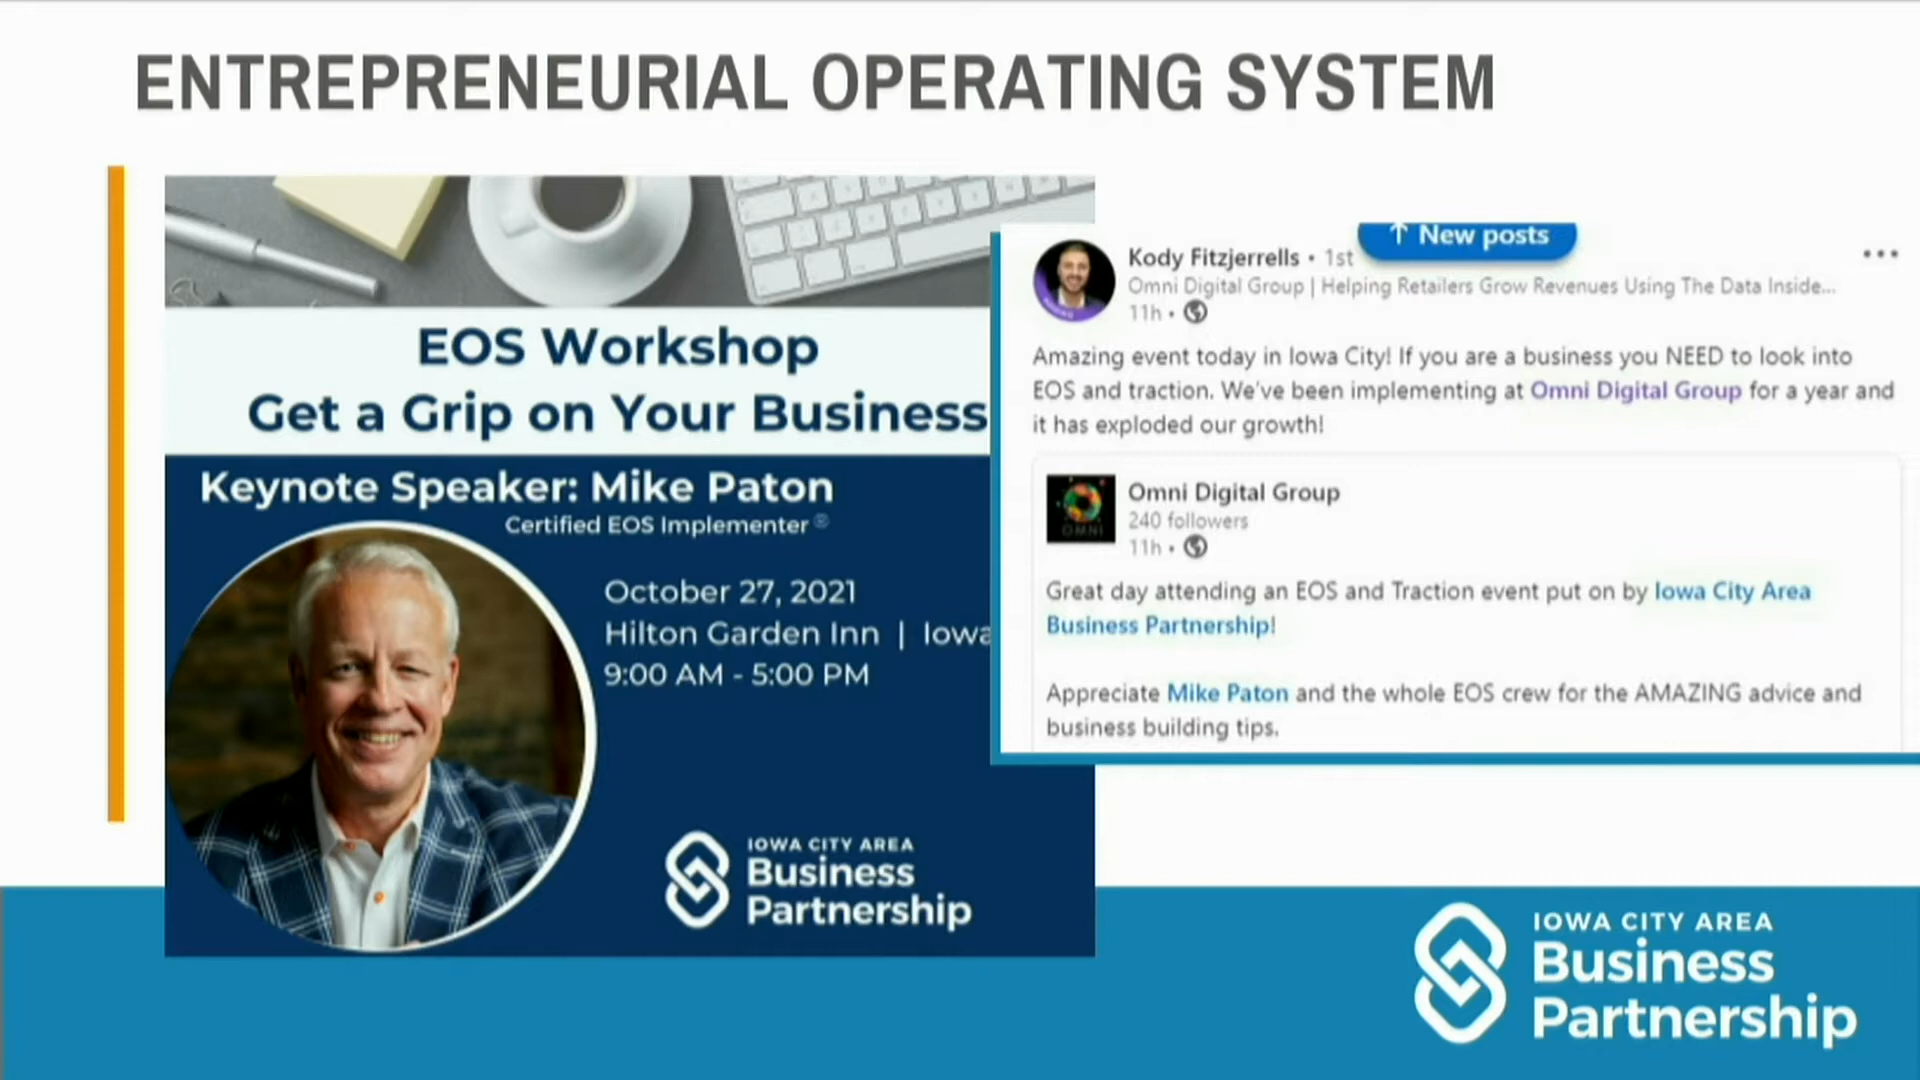 ENTREPRENEURIAL OPERATING SYSTEM
EOS Workshop
Get a Grip on Your Business
Keynote Speaker: Mike Paton
Certified EOS Implementer ®
October 27, 2021
Hilton Garden Inn | Iowa
9:00 AM - 5:00 PM
IOWA CITY AREA
Business
Partnership
↑ New posts
Kody Fitzjerrells • 1st
Omni Digital Group | Helping Retailers Grow Revenues Using The Data Inside...
11h •
Amazing event today in Iowa City! If you are a business you NEED to look into
EOS and traction. We've been implementing at Omni Digital Group for a year and
it has exploded our growth!
OMNI
Omni Digital Group
240 followers
11h •
Great day attending an EOS and Traction event put on by Iowa City Area
Business Partnership!
Appreciate Mike Paton and the whole EOS crew for the AMAZING advice and
business building tips.
IOWA CITY AREA
Business
Partnership